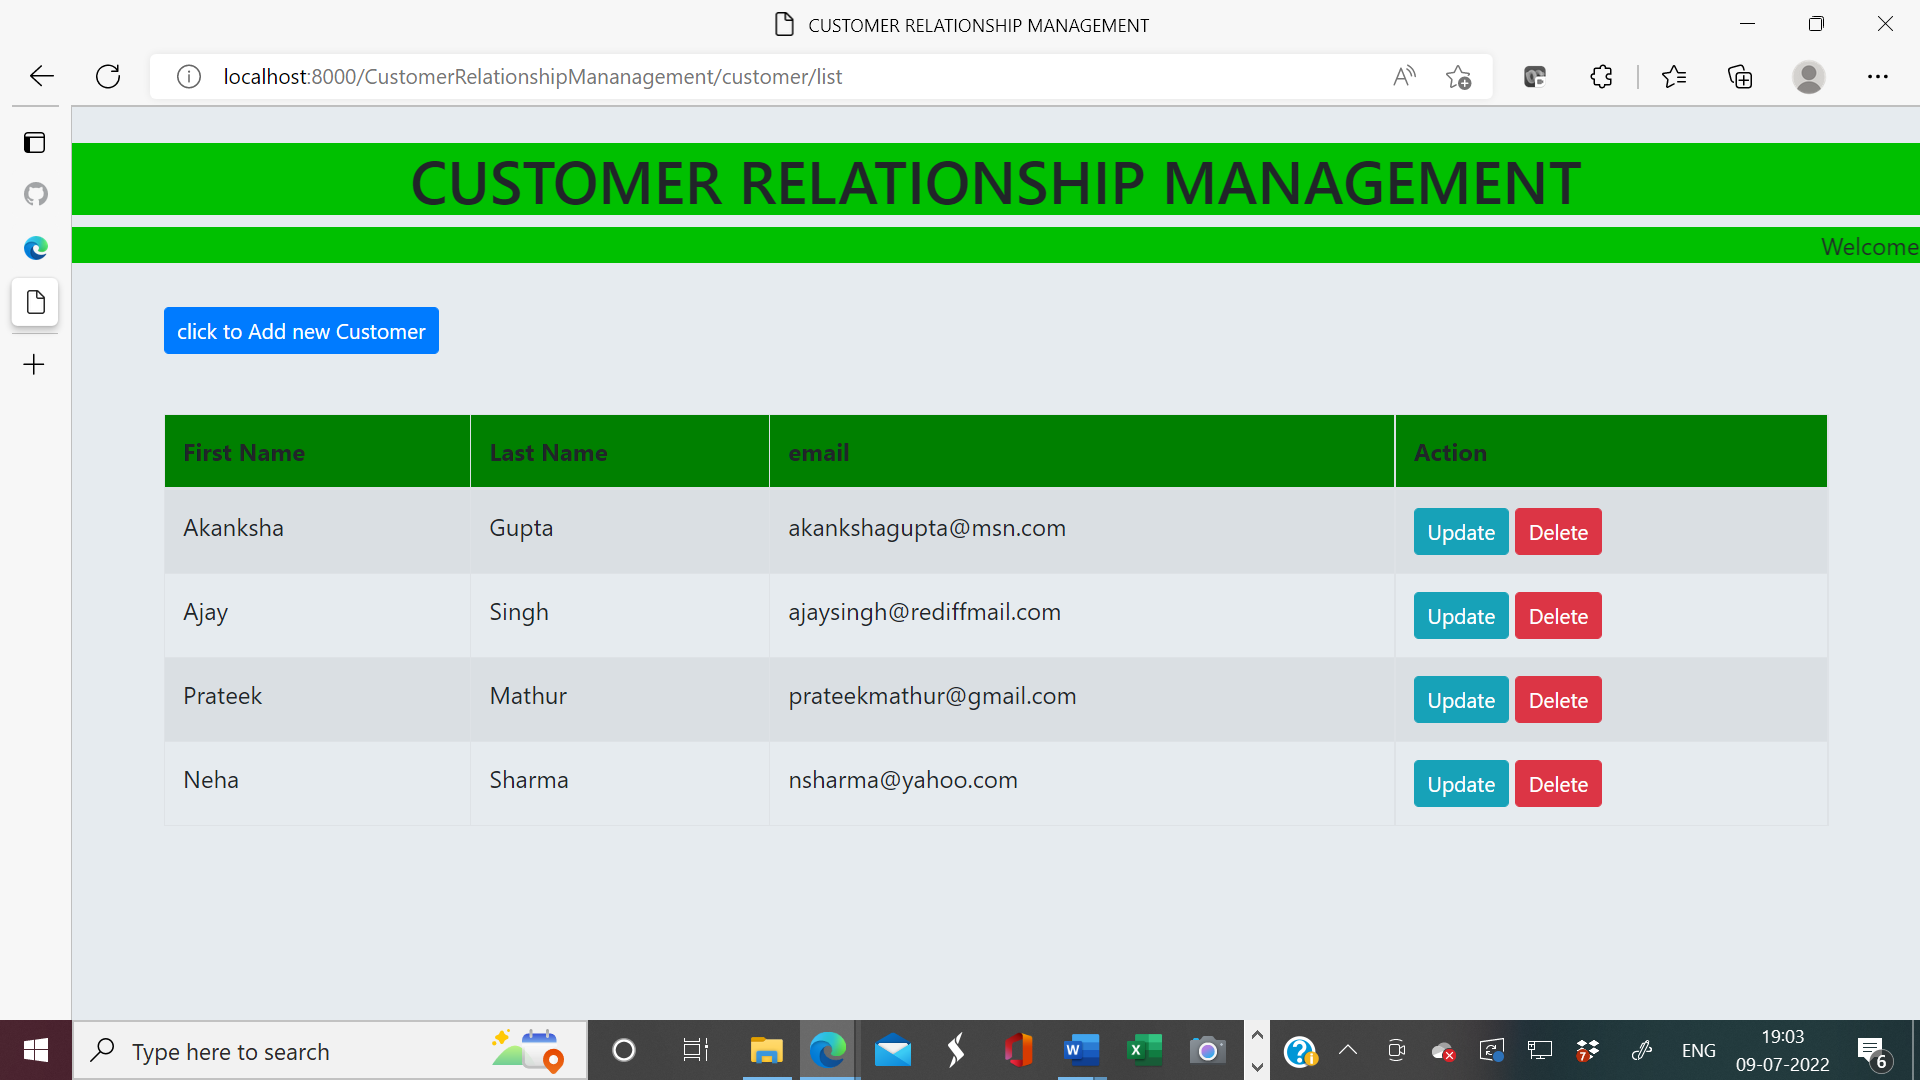 CUSTOMER RELATIONSHIP MANAGEMENT
localhost:8000/CustomerRelationshipMananagement/customer/list
CUSTOMER RELATIONSHIP MANAGEMENT
Welcome
click to Add new Customer
First Name Last Name email Action
Akanksha Gupta akankshagupta@msn.com Update Delete
Ajay Singh ajaysingh@rediffmail.com Update Delete
Prateek Mathur prateekmathur@gmail.com Update Delete
Neha Sharma nsharma@yahoo.com Update Delete
Type here to search
ENG
19:03
09-07-2022
6